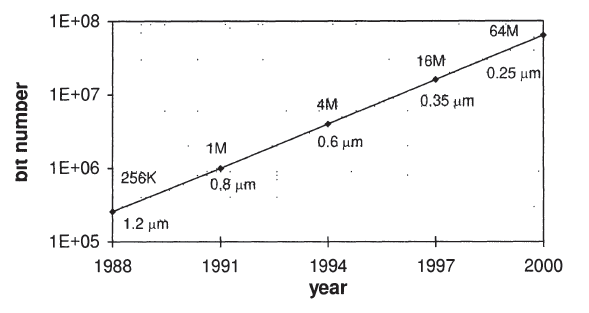 1E+08
64M
16M
0.25 μm
1E+07
0.35 μm
4M
0.6 μm
1M
1E+06
256K
0.8 μm
1.2 μm
1E+05
1988 1991 1994 1997 2000
year
bit number